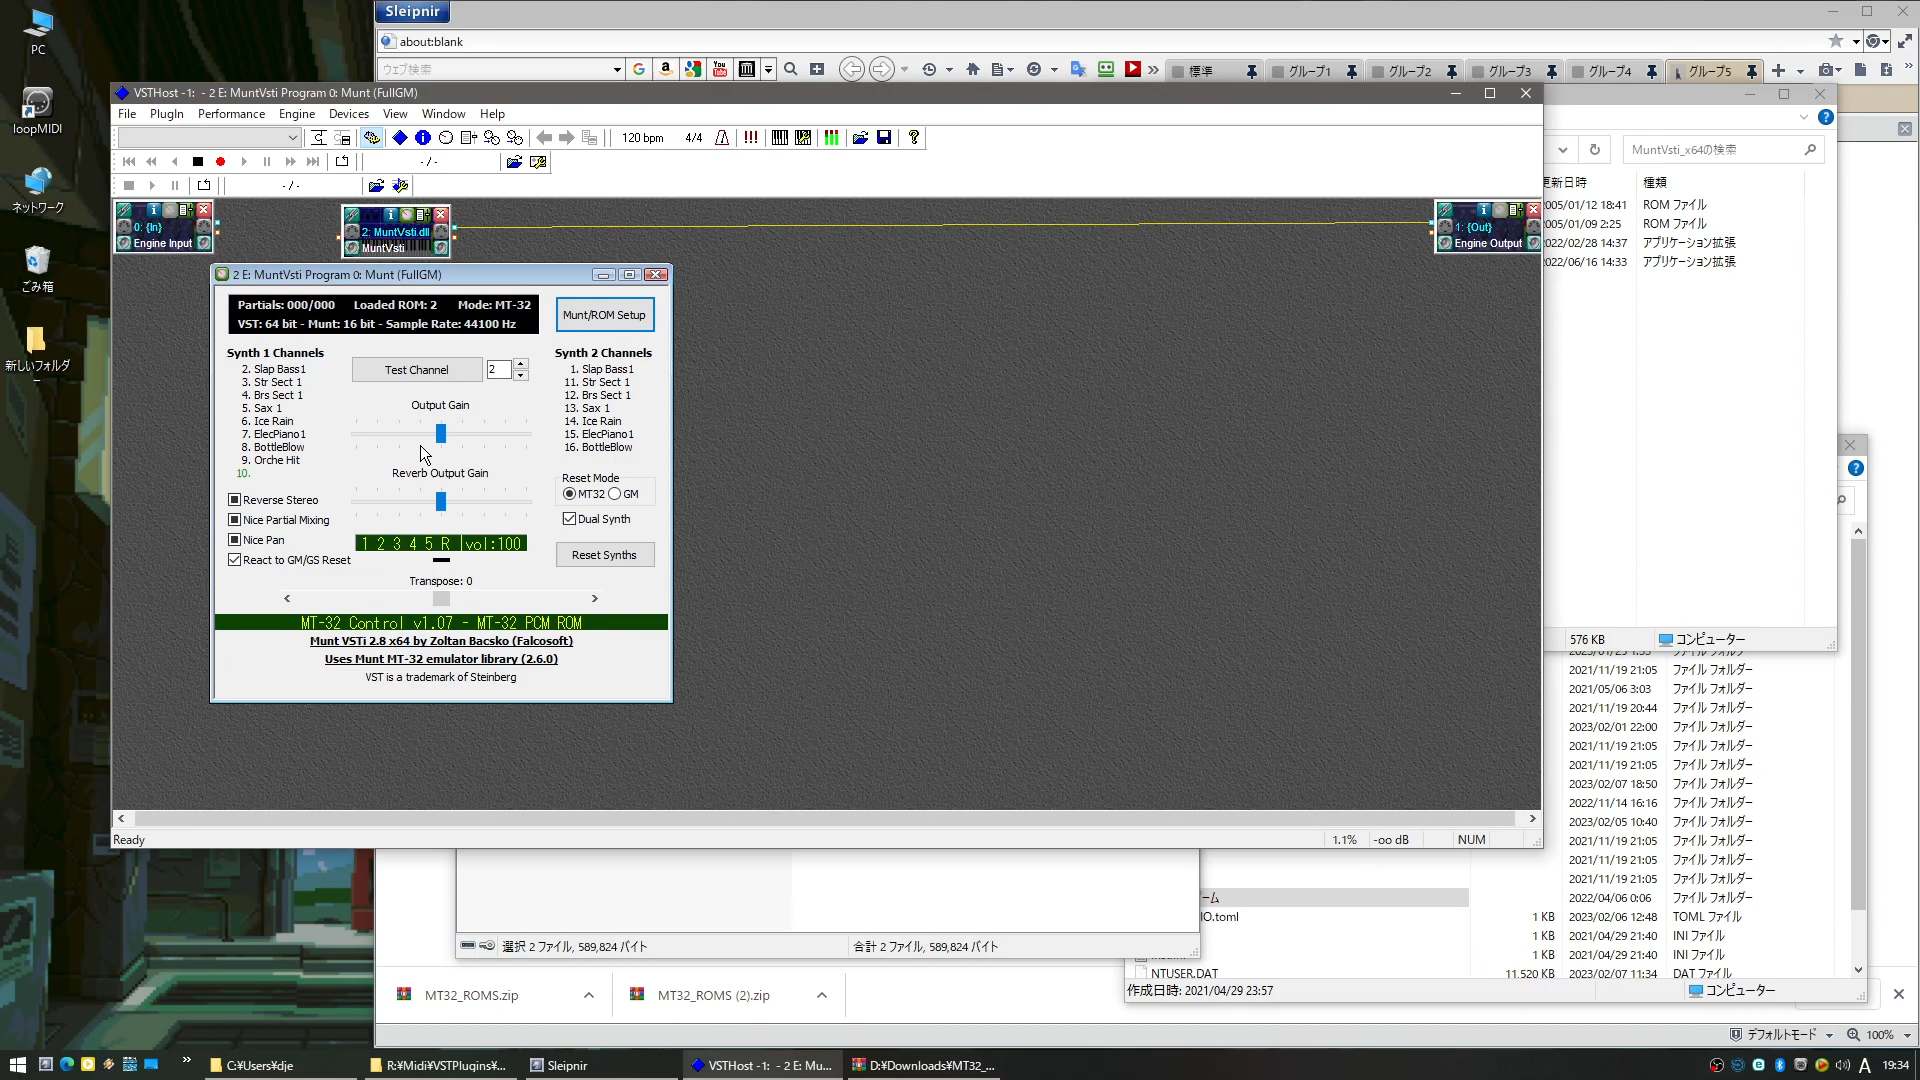 PC
loopMIDI
ネットワーク
ごみ箱
新しいフォルダー
Sleipnir
about:blank
ウェブ検索
標準
グループ1
グループ2
グループ3
グループ4
グループ5
VSTHost -1:  - 2 E: MuntVsti Program 0: Munt (FullGM)
File PlugIn Performance Engine Devices View Window Help
120 bpm 4/4
- / -
- / -
0: {In}
Engine Input
2: MuntVsti.dll
MuntVsti
1: {Out}
Engine Output
2 E: MuntVsti Program 0: Munt (FullGM)
Partials: 000/000 Loaded ROM: 2 Mode: MT-32
VST: 64 bit - Munt: 16 bit - Sample Rate: 44100 Hz
Munt/ROM Setup
Synth 1 Channels
2. Slap Bass1
3. Str Sect 1
4. Brs Sect 1
5. Sax 1
6. Ice Rain
7. ElecPiano1
8. BottleBlow
9. Orche Hit
10.
Test Channel 2
Output Gain
Reverb Output Gain
Synth 2 Channels
1. Slap Bass1
11. Str Sect 1
12. Brs Sect 1
13. Sax 1
14. Ice Rain
15. ElecPiano1
16. BottleBlow
Reset Mode
MT32 GM
Dual Synth
Reset Synths
Reverse Stereo
Nice Partial Mixing
Nice Pan
React to GM/GS Reset
1 2 3 4 5 R |vol:100
Transpose: 0
MT-32 Control v1.07 - MT-32 PCM ROM
Munt VSTi 2.8 x64 by Zoltan Bacsko (Falcosoft)
Uses Munt MT-32 emulator library (2.6.0)
VST is a trademark of Steinberg
Ready
1.1% -oo dB NUM
MuntVsti_x64の検索
更新日時 種類
2005/01/12 18:41 ROM ファイル
2005/01/09 2:25 ROM ファイル
2022/02/28 14:37 アプリケーション拡張
2022/06/16 14:33 アプリケーション拡張
576 KB コンピューター
2021/11/19 21:05 ファイル フォルダー
2021/05/06 3:03 ファイル フォルダー
2021/11/19 20:44 ファイル フォルダー
2023/02/01 22:00 ファイル フォルダー
2021/11/19 21:05 ファイル フォルダー
2021/11/19 21:05 ファイル フォルダー
2023/02/07 18:50 ファイル フォルダー
2022/11/14 16:16 ファイル フォルダー
2023/02/05 10:40 ファイル フォルダー
2021/11/19 21:05 ファイル フォルダー
2021/11/19 21:05 ファイル フォルダー
2021/11/19 21:05 ファイル フォルダー
2022/04/06 0:06 ファイル フォルダー
IO.toml 1 KB 2023/02/06 12:48 TOML ファイル
1 KB 2021/04/29 21:40 INI ファイル
1 KB 2021/04/29 21:40 INI ファイル
NTUSER.DAT 11,520 KB 2023/02/07 11:34 DAT ファイル
作成日時: 2021/04/29 23:57 コンピューター
選択 2 ファイル, 589,824 バイト 合計 2 ファイル, 589,824 バイト
MT32_ROMS.zip
MT32_ROMS (2).zip
デフォルトモード 100%
C:¥Users¥dje
R:¥Midi¥VSTPlugins¥...
Sleipnir
VSTHost -1:  - 2 E: Mu...
D:¥Downloads¥MT32_...
A 19:34